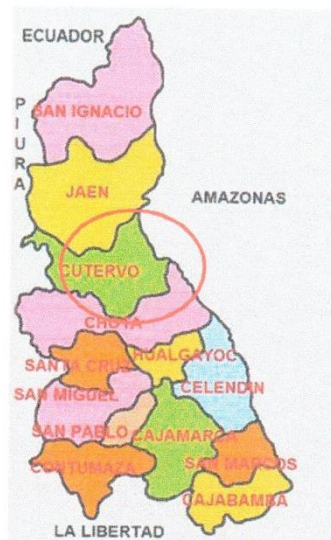 ECUADOR
PIURA
SAN IGNACIO
JAEN
AMAZONAS
CUTERVO
CHOTA
SANTA CRUZ
HUALGAYOC
SAN MIGUEL
CELENDIN
SAN PABLO
CAJAMARCA
CONTUMAZA
SAN MARCOS
CAJABAMBA
LA LIBERTAD